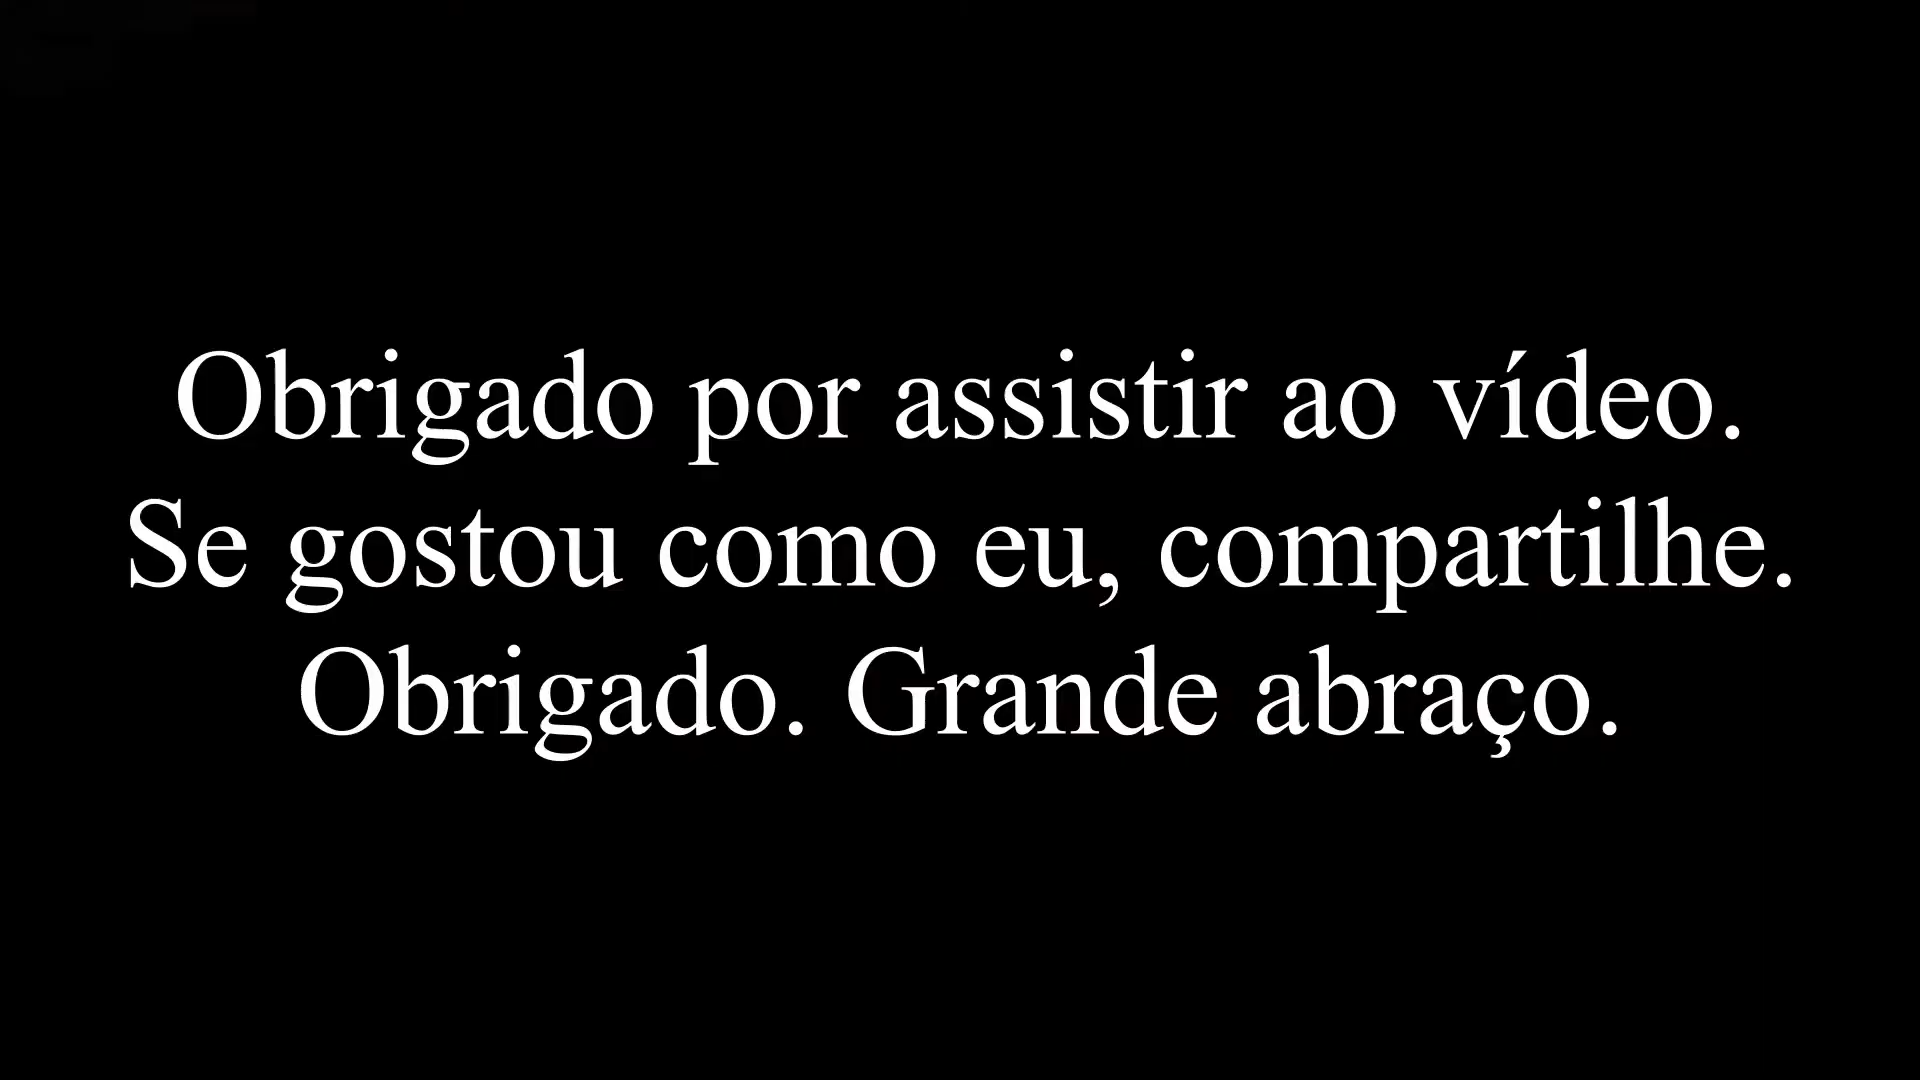 Obrigado por assistir ao vídeo.
Se gostou como eu, compartilhe.
Obrigado. Grande abraço.